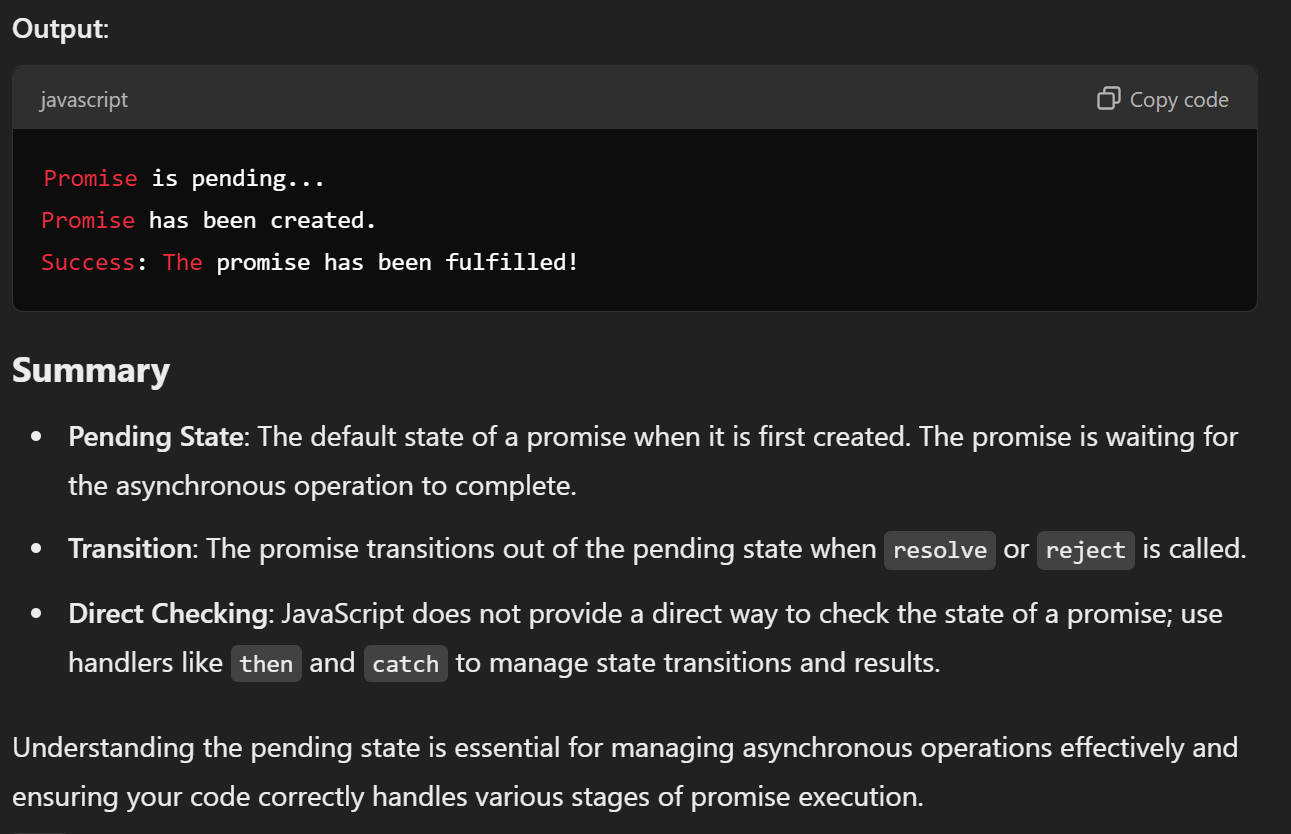 Output:
javascript
Copy code
Promise is pending...
Promise has been created.
Success: The promise has been fulfilled!
Summary
Pending State: The default state of a promise when it is first created. The promise is waiting for
the asynchronous operation to complete.
Transition: The promise transitions out of the pending state when resolve or reject is called.
Direct Checking: JavaScript does not provide a direct way to check the state of a promise; use
handlers like then and catch to manage state transitions and results.
Understanding the pending state is essential for managing asynchronous operations effectively and
ensuring your code correctly handles various stages of promise execution.